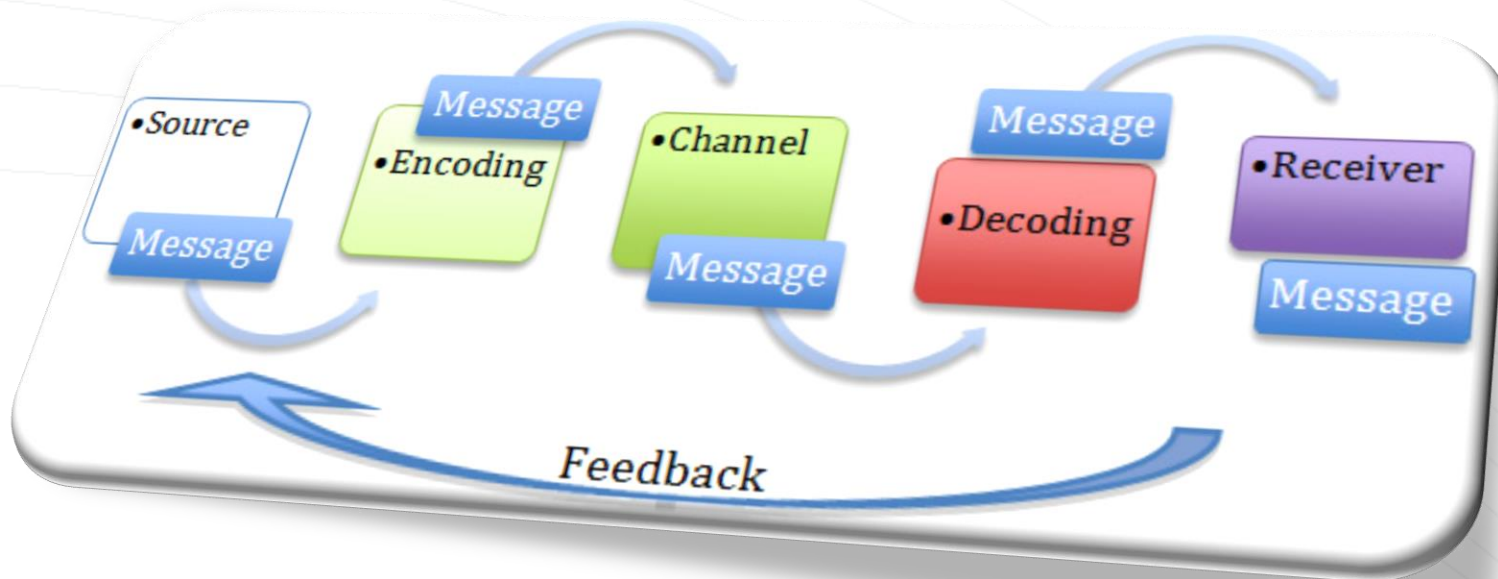 •Source
Message
Message
•Encoding
•Channel
Message
Message
•Decoding
•Receiver
Message
Feedback